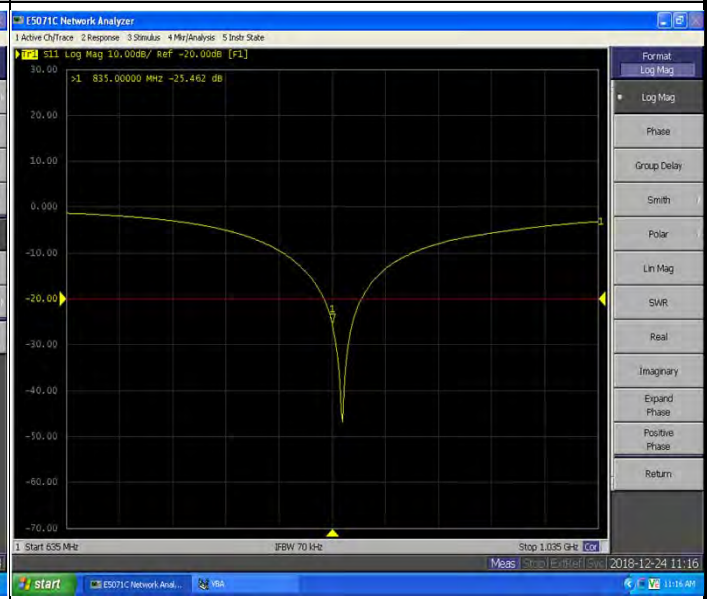 E5071C Network Analyzer
1 Active Ch/Trace 2 Response 3 Stimulus 4 Mkr/Analysis 5 Instr State
Tr1 S11 Log Mag 10.00dB/ Ref -20.00dB [F1]
>1 835.00000 MHz -25.462 dB
30.00
20.00
10.00
0.000
-10.00
-20.00
-30.00
-40.00
-50.00
-60.00
-70.00
1
1
1 Start 635 MHz IFBW 70 kHz Stop 1.035 GHz Cor
Format
Log Mag
Log Mag
Phase
Group Delay
Smith
Polar
Lin Mag
SWR
Real
Imaginary
Expand
Phase
Positive
Phase
Return
Meas Stop ExtRef Svc 2018-12-24 11:16
start E5071C Network Anal... VBA 11:16 AM